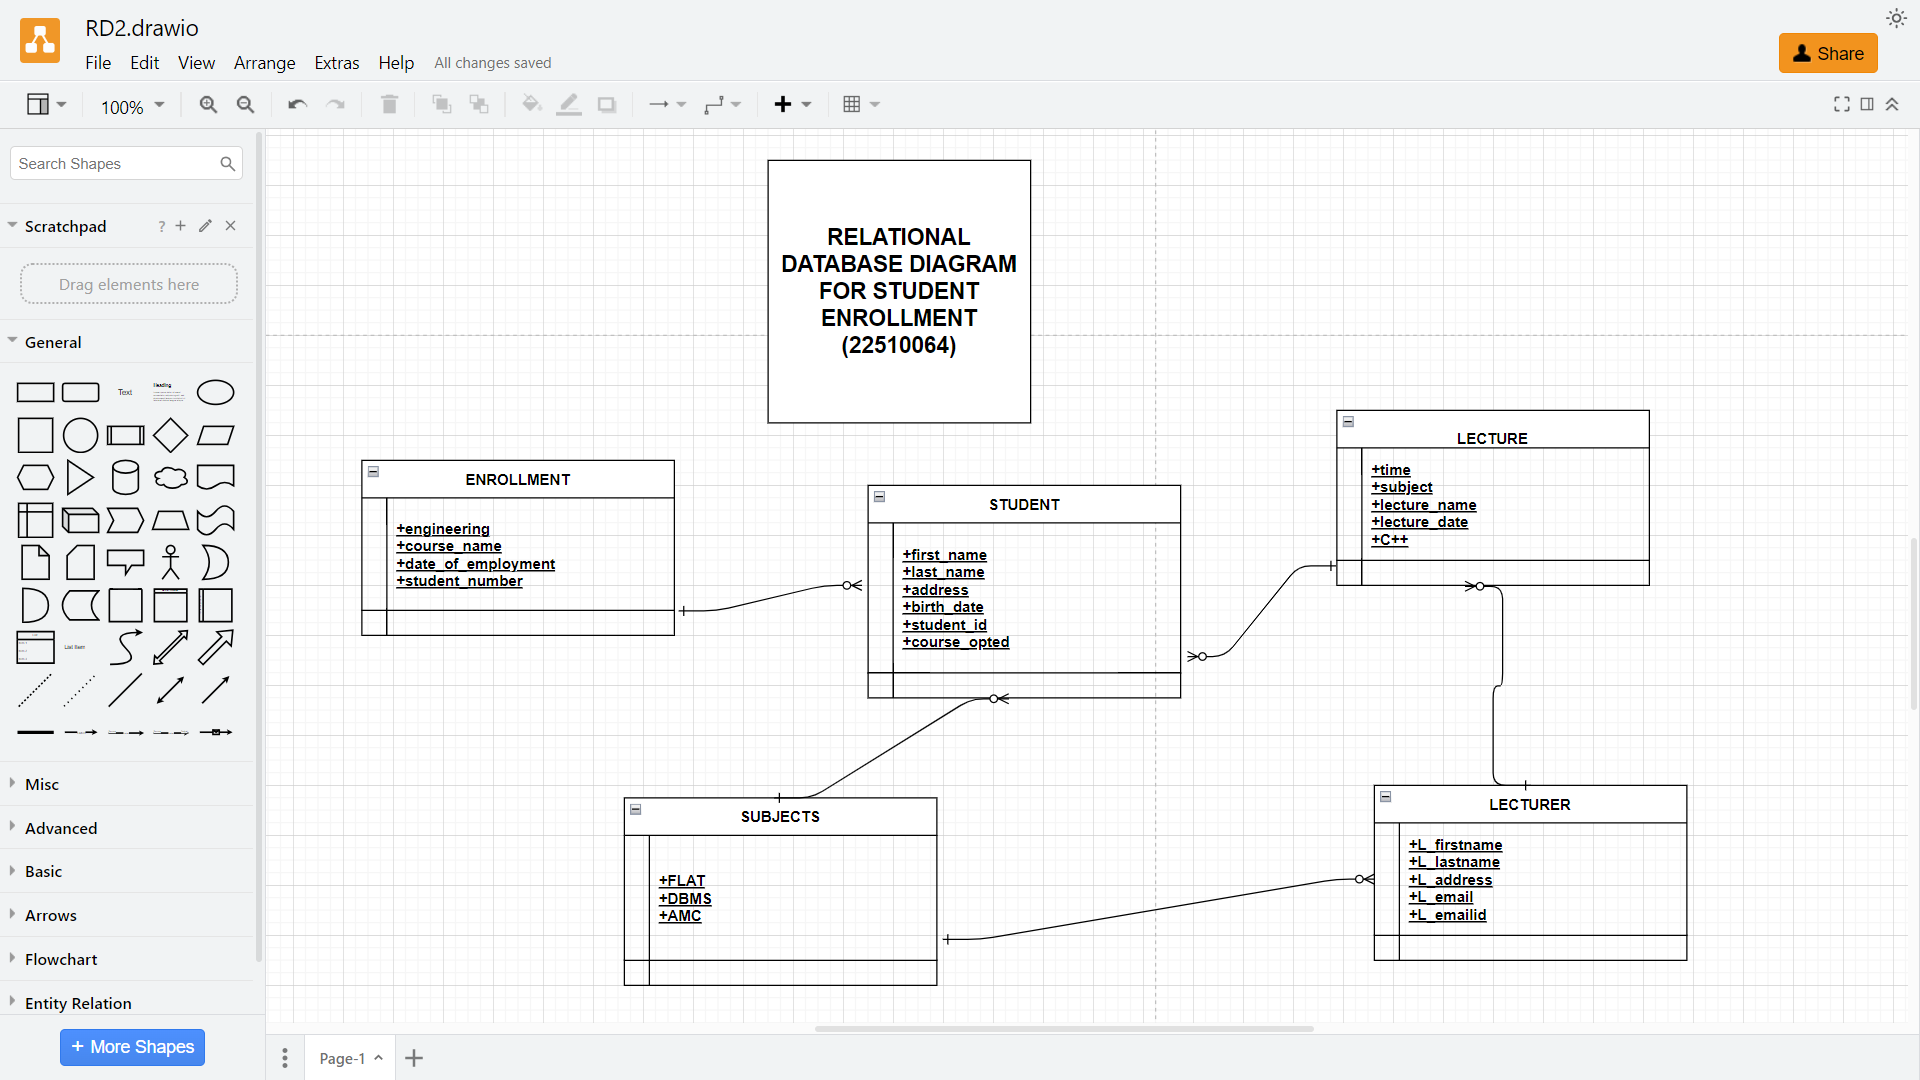 RD2.drawio
File Edit View Arrange Extras Help All changes saved
Share
100%
Search Shapes
Scratchpad ?
Drag elements here
General
Text
Heading
List Item
Misc
Advanced
Basic
Arrows
Flowchart
Entity Relation
+ More Shapes
RELATIONAL
DATABASE DIAGRAM
FOR STUDENT
ENROLLMENT
(22510064)
ENROLLMENT
+engineering
+course_name
+date_of_employment
+student_number
STUDENT
+first_name
+last_name
+address
+birth_date
+student_id
+course_opted
LECTURE
+time
+subject
+lecture_name
+lecture_date
+C++
SUBJECTS
+FLAT
+DBMS
+AMC
LECTURER
+L_firstname
+L_lastname
+L_address
+L_email
+L_emailid
Page-1